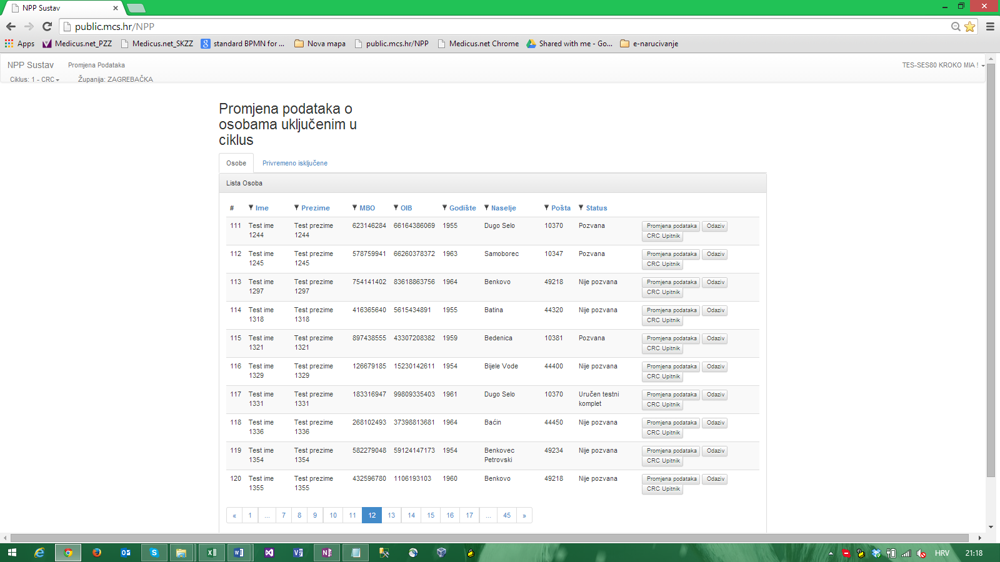 NPP Sustav
public.mcs.hr/NPP
Apps Medicus.net_PZZ Medicus.net_SKZZ standard BPMN for ... Nova mapa public.mcs.hr/NPP Medicus.net Chrome Shared with me - Go... e-narucivanje
NPP Sustav Promjena Podataka TES-SES80 KROKO MIA !
Ciklus: 1 - CRC Županija: ZAGREBAČKA
Promjena podataka o
osobama uključenim u
ciklus
Osobe Privremeno isključene
Lista Osoba
# Ime Prezime MBO OIB Godište Naselje Pošta Status
111 Test ime Test prezime 623146284 66164386069 1955 Dugo Selo 10370 Pozvana Promjena podataka Odaziv
1244 1244 CRC Upitnik
112 Test ime Test prezime 578759941 66260378372 1963 Samoborec 10347 Pozvana Promjena podataka Odaziv
1245 1245 CRC Upitnik
113 Test ime Test prezime 754141402 83618863756 1964 Benkovo 49218 Nije pozvana Promjena podataka Odaziv
1297 1297 CRC Upitnik
114 Test ime Test prezime 416365640 5615434891 1955 Batina 44320 Nije pozvana Promjena podataka Odaziv
1318 1318 CRC Upitnik
115 Test ime Test prezime 897438555 43307208382 1959 Bedenica 10381 Pozvana Promjena podataka Odaziv
1321 1321 CRC Upitnik
116 Test ime Test prezime 126679185 15230142611 1954 Bijele Vode 44400 Nije pozvana Promjena podataka Odaziv
1329 1329 CRC Upitnik
117 Test ime Test prezime 183316947 99809335403 1961 Dugo Selo 10370 Uručen testni Promjena podataka Odaziv
1331 1331 komplet CRC Upitnik
118 Test ime Test prezime 268102493 37398813681 1964 Baćin 44450 Nije pozvana Promjena podataka Odaziv
1336 1336 CRC Upitnik
119 Test ime Test prezime 582279048 59124147173 1954 Benkovec 49234 Nije pozvana Promjena podataka Odaziv
1354 1354 Petrovski CRC Upitnik
120 Test ime Test prezime 432596780 1106193103 1960 Benkovo 49218 Nije pozvana Promjena podataka Odaziv
1355 1355 CRC Upitnik
« 1 ... 7 8 9 10 11 12 13 14 15 16 17 ... 45 »
HRV 21:18